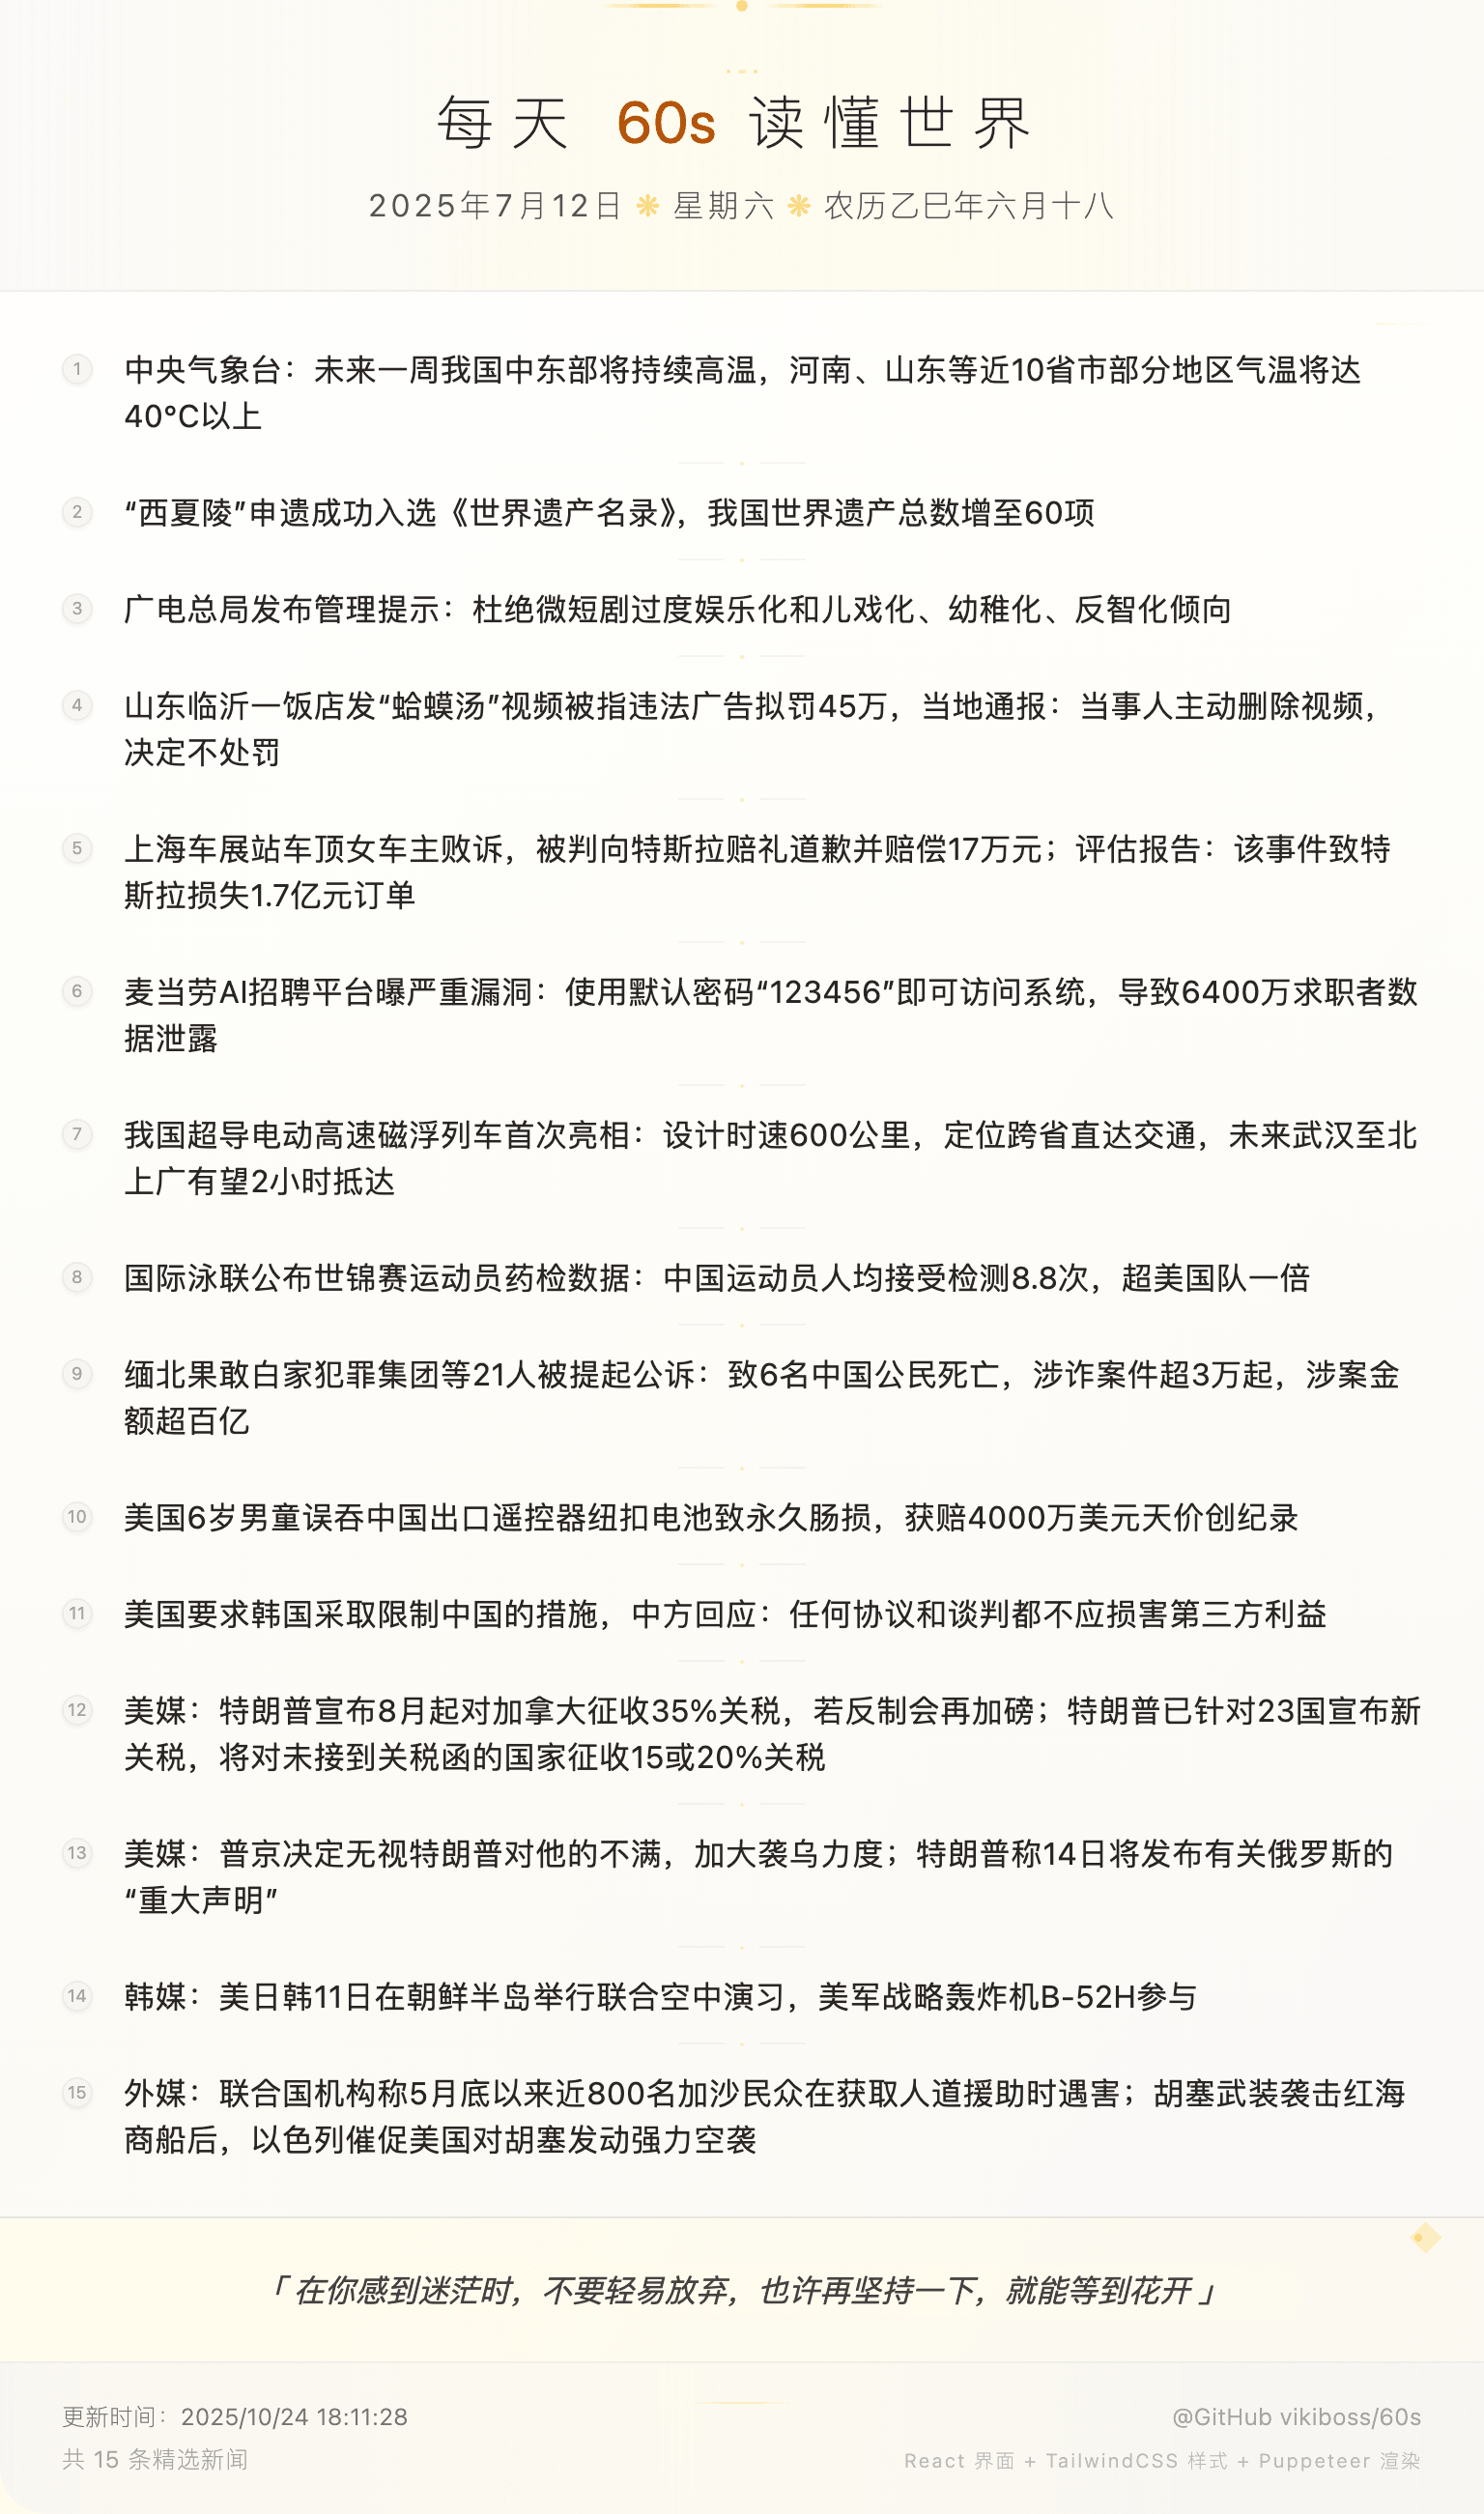 每天 60s 读懂世界
2025年7月12日 ❋ 星期六 ❋ 农历乙巳年六月十八
1 中央气象台：未来一周我国中东部将持续高温，河南、山东等近10省市部分地区气温将达
40°C以上
2 “西夏陵”申遗成功入选《世界遗产名录》，我国世界遗产总数增至60项
3 广电总局发布管理提示：杜绝微短剧过度娱乐化和儿戏化、幼稚化、反智化倾向
4 山东临沂一饭店发“蛤蟆汤”视频被指违法广告拟罚45万，当地通报：当事人主动删除视频，
决定不处罚
5 上海车展站车顶女车主败诉，被判向特斯拉赔礼道歉并赔偿17万元；评估报告：该事件致特
斯拉损失1.7亿元订单
6 麦当劳AI招聘平台曝严重漏洞：使用默认密码“123456”即可访问系统，导致6400万求职者数
据泄露
7 我国超导电动高速磁浮列车首次亮相：设计时速600公里，定位跨省直达交通，未来武汉至北
上广有望2小时抵达
8 国际泳联公布世锦赛运动员药检数据：中国运动员人均接受检测8.8次，超美国队一倍
9 缅北果敢白家犯罪集团等21人被提起公诉：致6名中国公民死亡，涉诈案件超3万起，涉案金
额超百亿
10 美国6岁男童误吞中国出口遥控器纽扣电池致永久肠损，获赔4000万美元天价创纪录
11 美国要求韩国采取限制中国的措施，中方回应：任何协议和谈判都不应损害第三方利益
12 美媒：特朗普宣布8月起对加拿大征收35%关税，若反制会再加磅；特朗普已针对23国宣布新
关税，将对未接到关税函的国家征收15或20%关税
13 美媒：普京决定无视特朗普对他的不满，加大袭乌力度；特朗普称14日将发布有关俄罗斯的
“重大声明”
14 韩媒：美日韩11日在朝鲜半岛举行联合空中演习，美军战略轰炸机B-52H参与
15 外媒：联合国机构称5月底以来近800名加沙民众在获取人道援助时遇害；胡塞武装袭击红海
商船后，以色列催促美国对胡塞发动强力空袭
「 在你感到迷茫时，不要轻易放弃，也许再坚持一下，就能等到花开 」
更新时间：2025/10/24 18:11:28
@GitHub vikiboss/60s
共 15 条精选新闻
React 界面 + TailwindCSS 样式 + Puppeteer 渲染